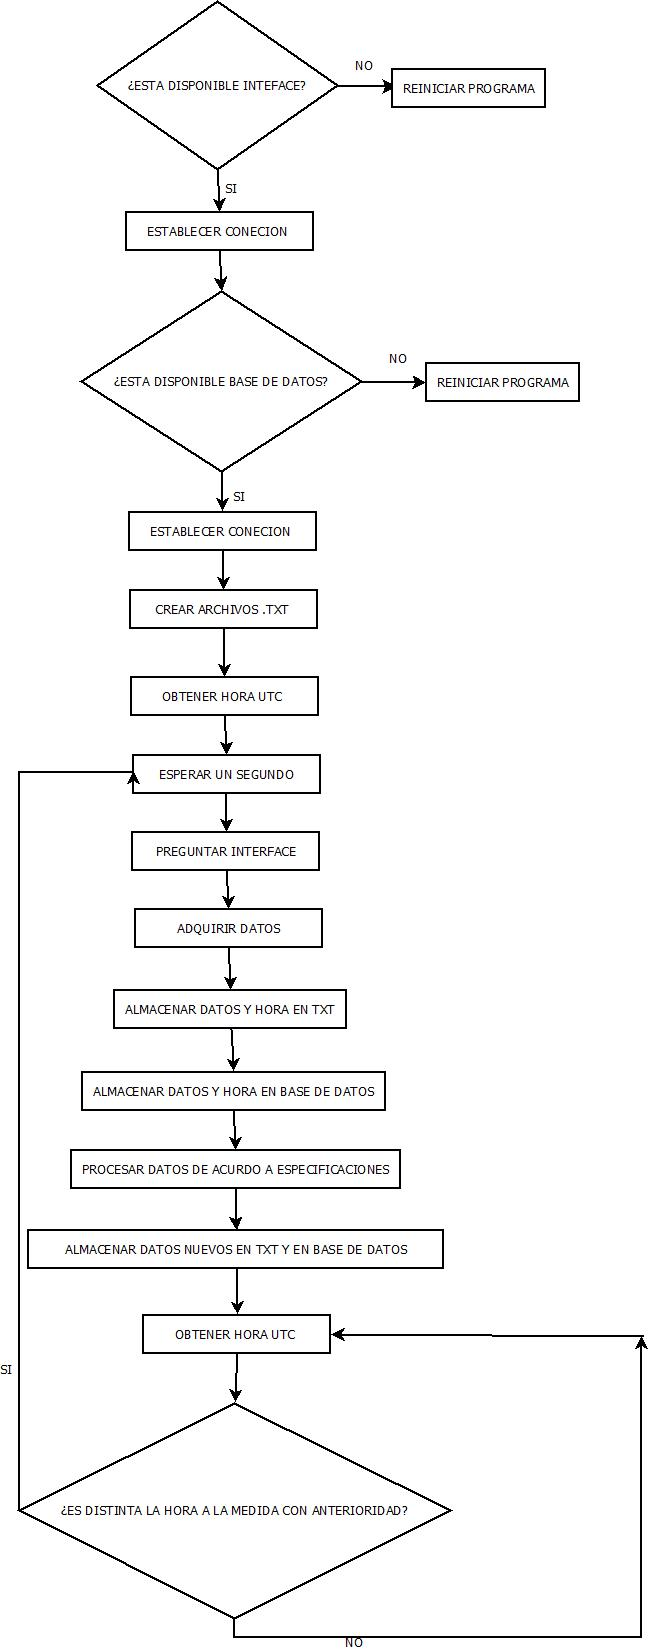 ¿ESTA DISPONIBLE INTEFACE?
NO
REINICIAR PROGRAMA
SI
ESTABLECER CONECION
¿ESTA DISPONIBLE BASE DE DATOS?
NO
REINICIAR PROGRAMA
SI
ESTABLECER CONECION
CREAR ARCHIVOS .TXT
OBTENER HORA UTC
ESPERAR UN SEGUNDO
PREGUNTAR INTERFACE
ADQUIRIR DATOS
ALMACENAR DATOS Y HORA EN TXT
ALMACENAR DATOS Y HORA EN BASE DE DATOS
PROCESAR DATOS DE ACURDO A ESPECIFICACIONES
ALMACENAR DATOS NUEVOS EN TXT Y EN BASE DE DATOS
OBTENER HORA UTC
SI
¿ES DISTINTA LA HORA A LA MEDIDA CON ANTERIORIDAD?
NO